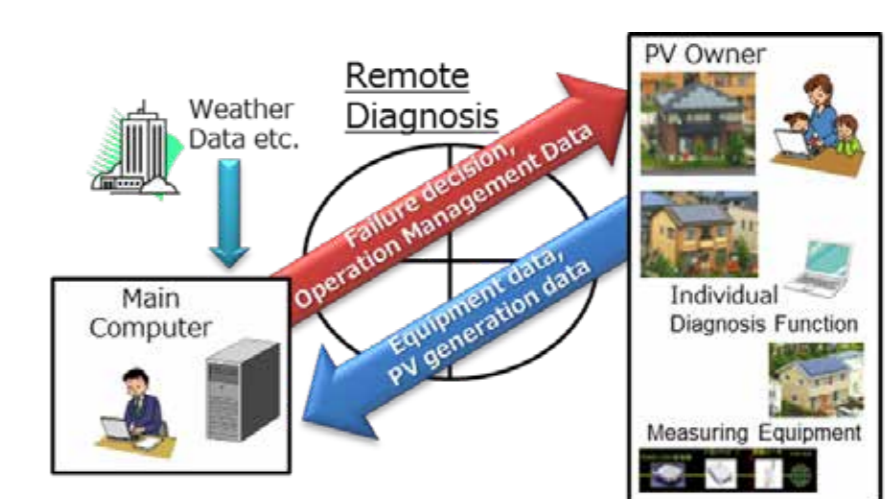 Weather
Data etc.
Remote
Diagnosis
Failure decision,
Operation Management Data
Equipment data,
PV generation data
Main
Computer
PV Owner
Individual
Diagnosis Function
Measuring Equipment